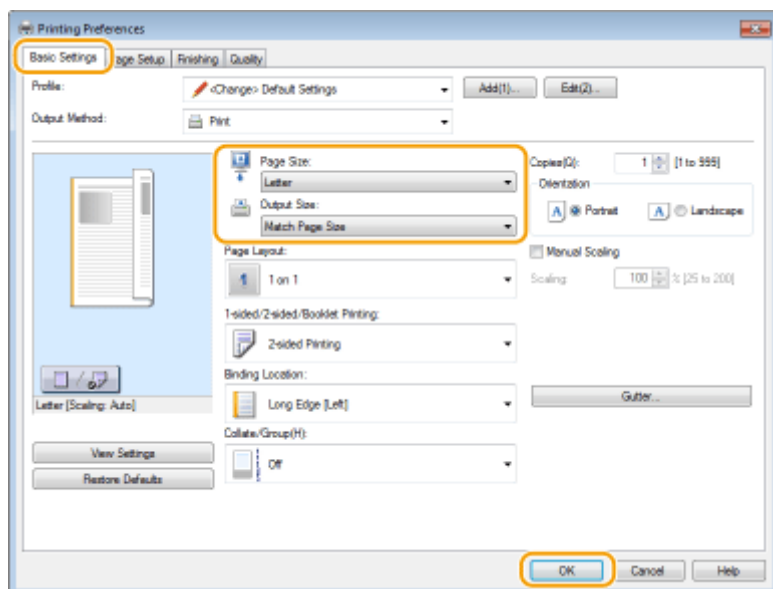 Printing Preferences
Basic Settings Page Setup Finishing Quality
Profile: <Change> Default Settings Add(1)... Edit(2)...
Output Method: Print
Page Size:
Letter
Output Size:
Match Page Size
Copies(Q): 1 [1 to 999]
Orientation
A Portrait A Landscape
Page Layout:
1 1 on 1
Manual Scaling
Scaling: 100 % [25 to 200]
1-sided/2-sided/Booklet Printing:
2-sided Printing
Binding Location:
Long Edge [Left]
Gutter...
Letter [Scaling: Auto]
Collate/Group(H):
Off
View Settings
Restore Defaults
OK Cancel Help